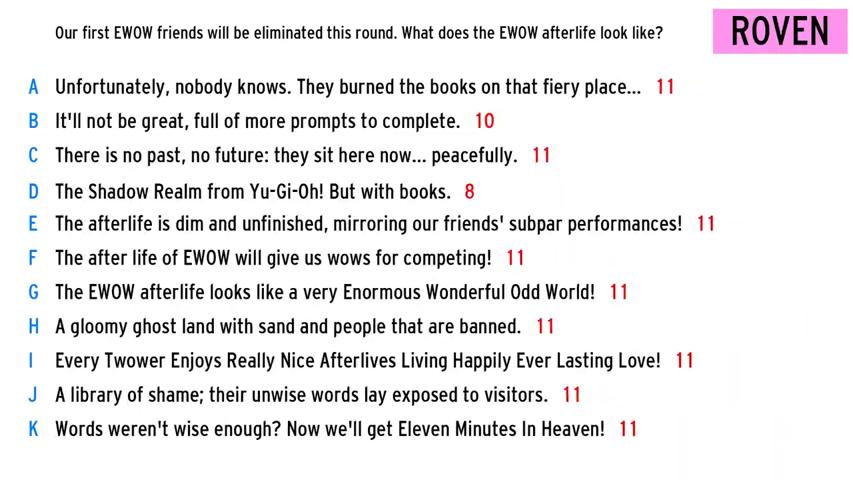 Our first EWOW friends will be eliminated this round. What does the EWOW afterlife look like?
ROVEN
A Unfortunately, nobody knows. They burned the books on that fiery place... 11
B It'll not be great, full of more prompts to complete. 10
C There is no past, no future: they sit here now... peacefully. 11
D The Shadow Realm from Yu-Gi-Oh! But with books. 8
E The afterlife is dim and unfinished, mirroring our friends' subpar performances! 11
F The after life of EWOW will give us wows for competing! 11
G The EWOW afterlife looks like a very Enormous Wonderful Odd World! 11
H A gloomy ghost land with sand and people that are banned. 11
I Every Twower Enjoys Really Nice Afterlives Living Happily Ever Lasting Love! 11
J A library of shame; their unwise words lay exposed to visitors. 11
K Words weren't wise enough? Now we'll get Eleven Minutes In Heaven! 11